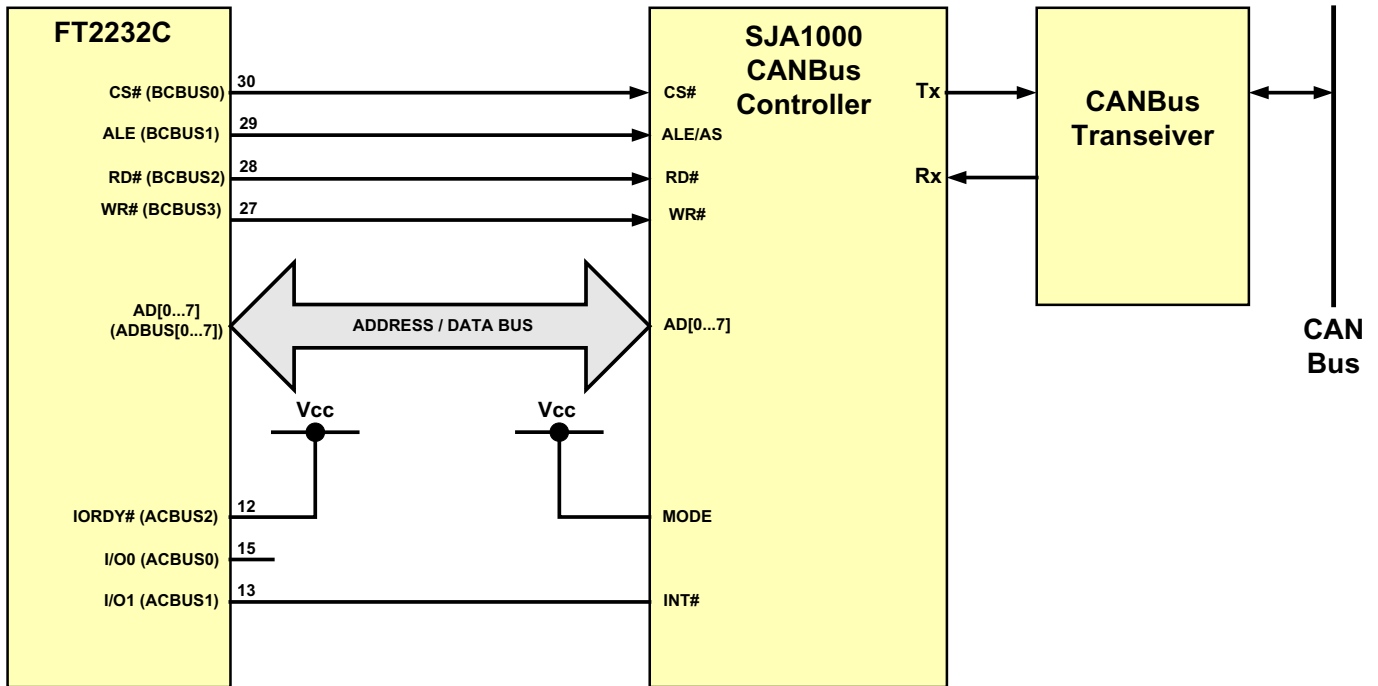 FT2232C
CS# (BCBUS0)
30
ALE (BCBUS1)
29
RD# (BCBUS2)
28
WR# (BCBUS3)
27
AD[0...7]
(ADBUS[0...7])
IORDY# (ACBUS2)
12
I/O0 (ACBUS0)
15
I/O1 (ACBUS1)
13
ADDRESS / DATA BUS
Vcc
Vcc
SJA1000
CANBus
Controller
CS#
ALE/AS
RD#
WR#
AD[0...7]
MODE
INT#
Tx
Rx
CANBus
Transeiver
CAN
Bus